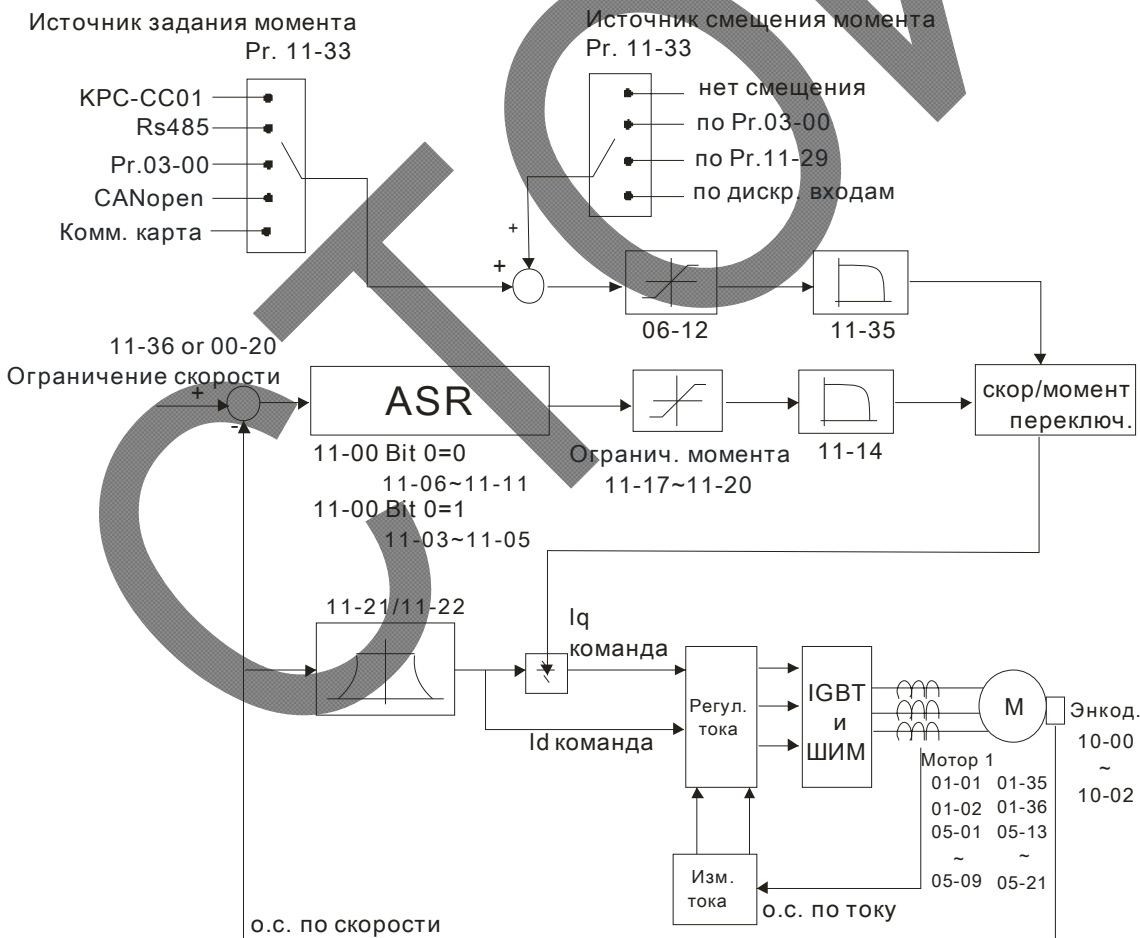 Источник задания момента
Pr. 11-33
KPC-CC01
Rs485
Pr.03-00
CANopen
Комм. карта
Источник смещения момента
Pr. 11-33
нет смещения
по Pr.03-00
по Pr.11-29
по дискр. входам
+
+
06-12
11-35
11-36 or 00-20
Ограничение скорости
+
-
ASR
11-00 Bit 0=0
11-06~11-11
11-00 Bit 0=1
11-03~11-05
Огранич. момента
11-17~11-20
11-14
скор/момент
переключ.
11-21/11-22
Iq
команда
Id команда
Регул.
тока
IGBT
и
ШИМ
М
Энкод.
10-00
~
10-02
Мотор 1
01-01 01-35
01-02 01-36
05-01 05-13
~ ~
05-09 05-21
Изм.
тока
о.с. по току
о.с. по скорости
СТОИ